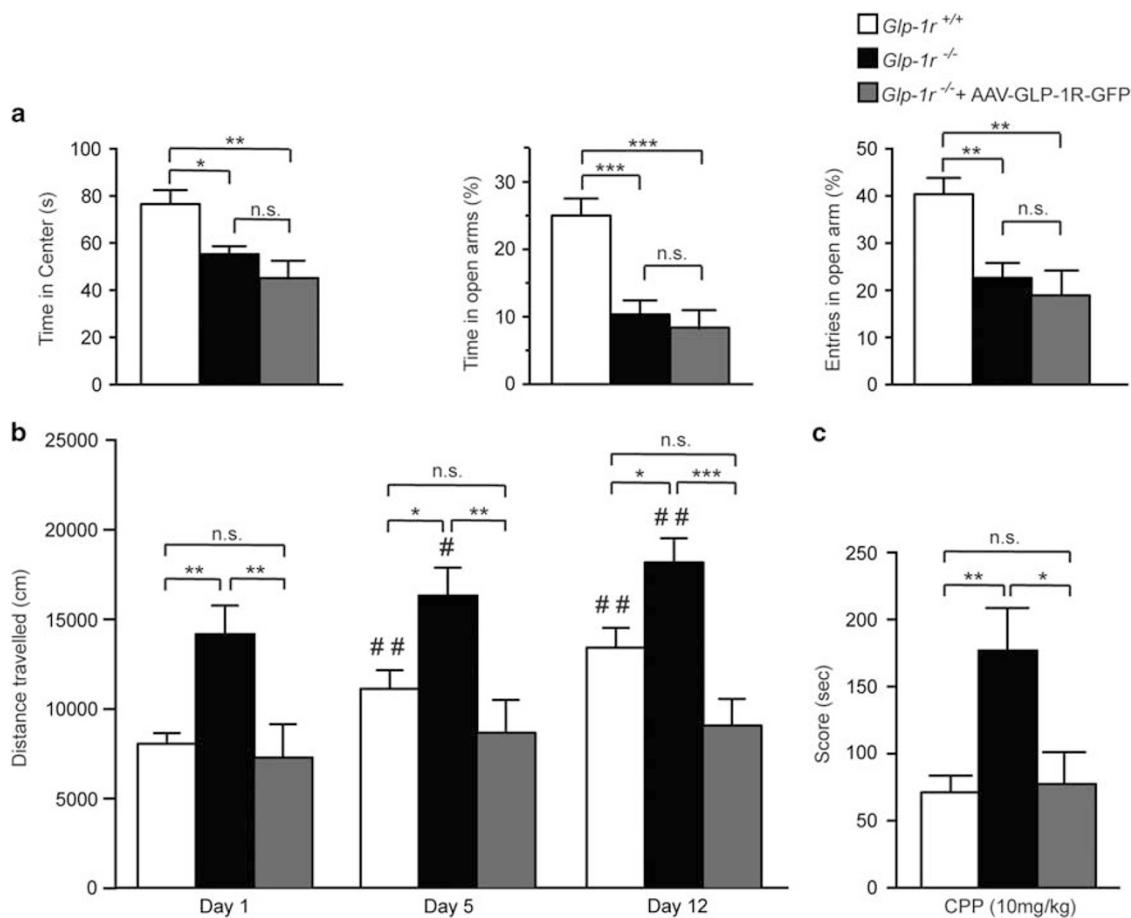 Glp-1r +/+
Glp-1r -/-
Glp-1r -/- + AAV-GLP-1R-GFP
a
Time in Center (s)
100
80
60
40
20
0
**
*
n.s.
Time in open arms (%)
30
20
10
0
***
***
n.s.
Entries in open arm (%)
50
40
30
20
10
0
**
**
n.s.
b
Distance travelled (cm)
25000
20000
15000
10000
5000
0
n.s.
** **
Day 1
n.s.
* **
#
# #
Day 5
n.s.
* ***
# #
# #
Day 12
c
Score (sec)
250
200
150
100
50
0
n.s.
** *
CPP (10mg/kg)